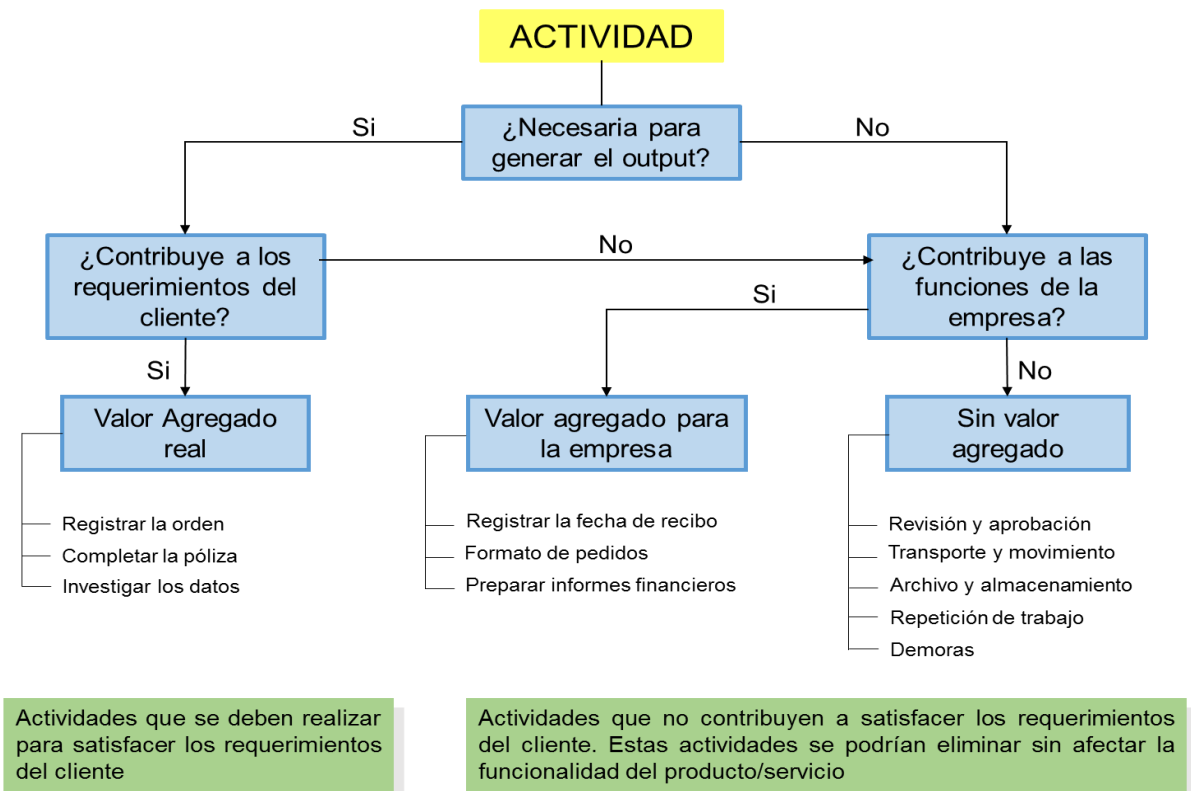 ACTIVIDAD
Si
¿Necesaria para
generar el output?
No
¿Contribuye a los
requerimientos del
cliente?
No
¿Contribuye a las
funciones de la
empresa?
Si
Si
No
Valor Agregado
real
Valor agregado para
la empresa
Sin valor
agregado
Registrar la orden
Completar la póliza
Investigar los datos
Registrar la fecha de recibo
Formato de pedidos
Preparar informes financieros
Revisión y aprobación
Transporte y movimiento
Archivo y almacenamiento
Repetición de trabajo
Demoras
Actividades que se deben realizar
para satisfacer los requerimientos
del cliente
Actividades que no contribuyen a satisfacer los requerimientos
del cliente. Estas actividades se podrían eliminar sin afectar la
funcionalidad del producto/servicio